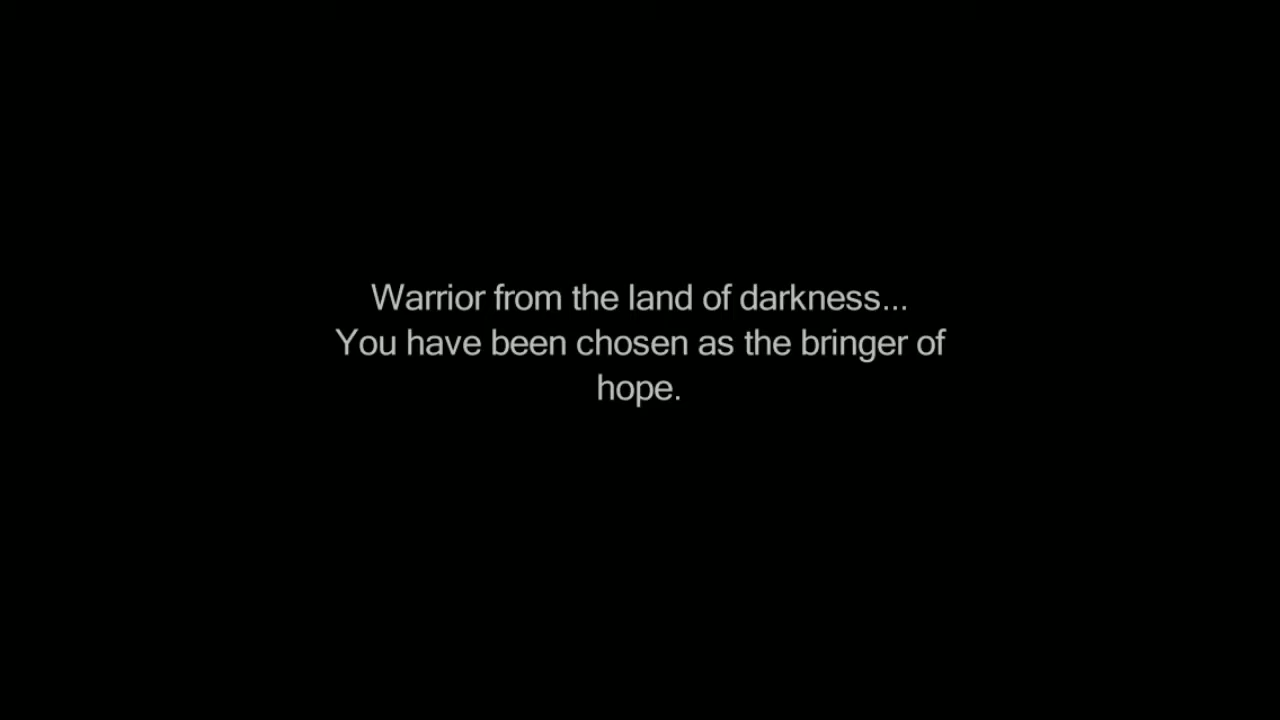 Warrior from the land of darkness...
You have been chosen as the bringer of
hope.